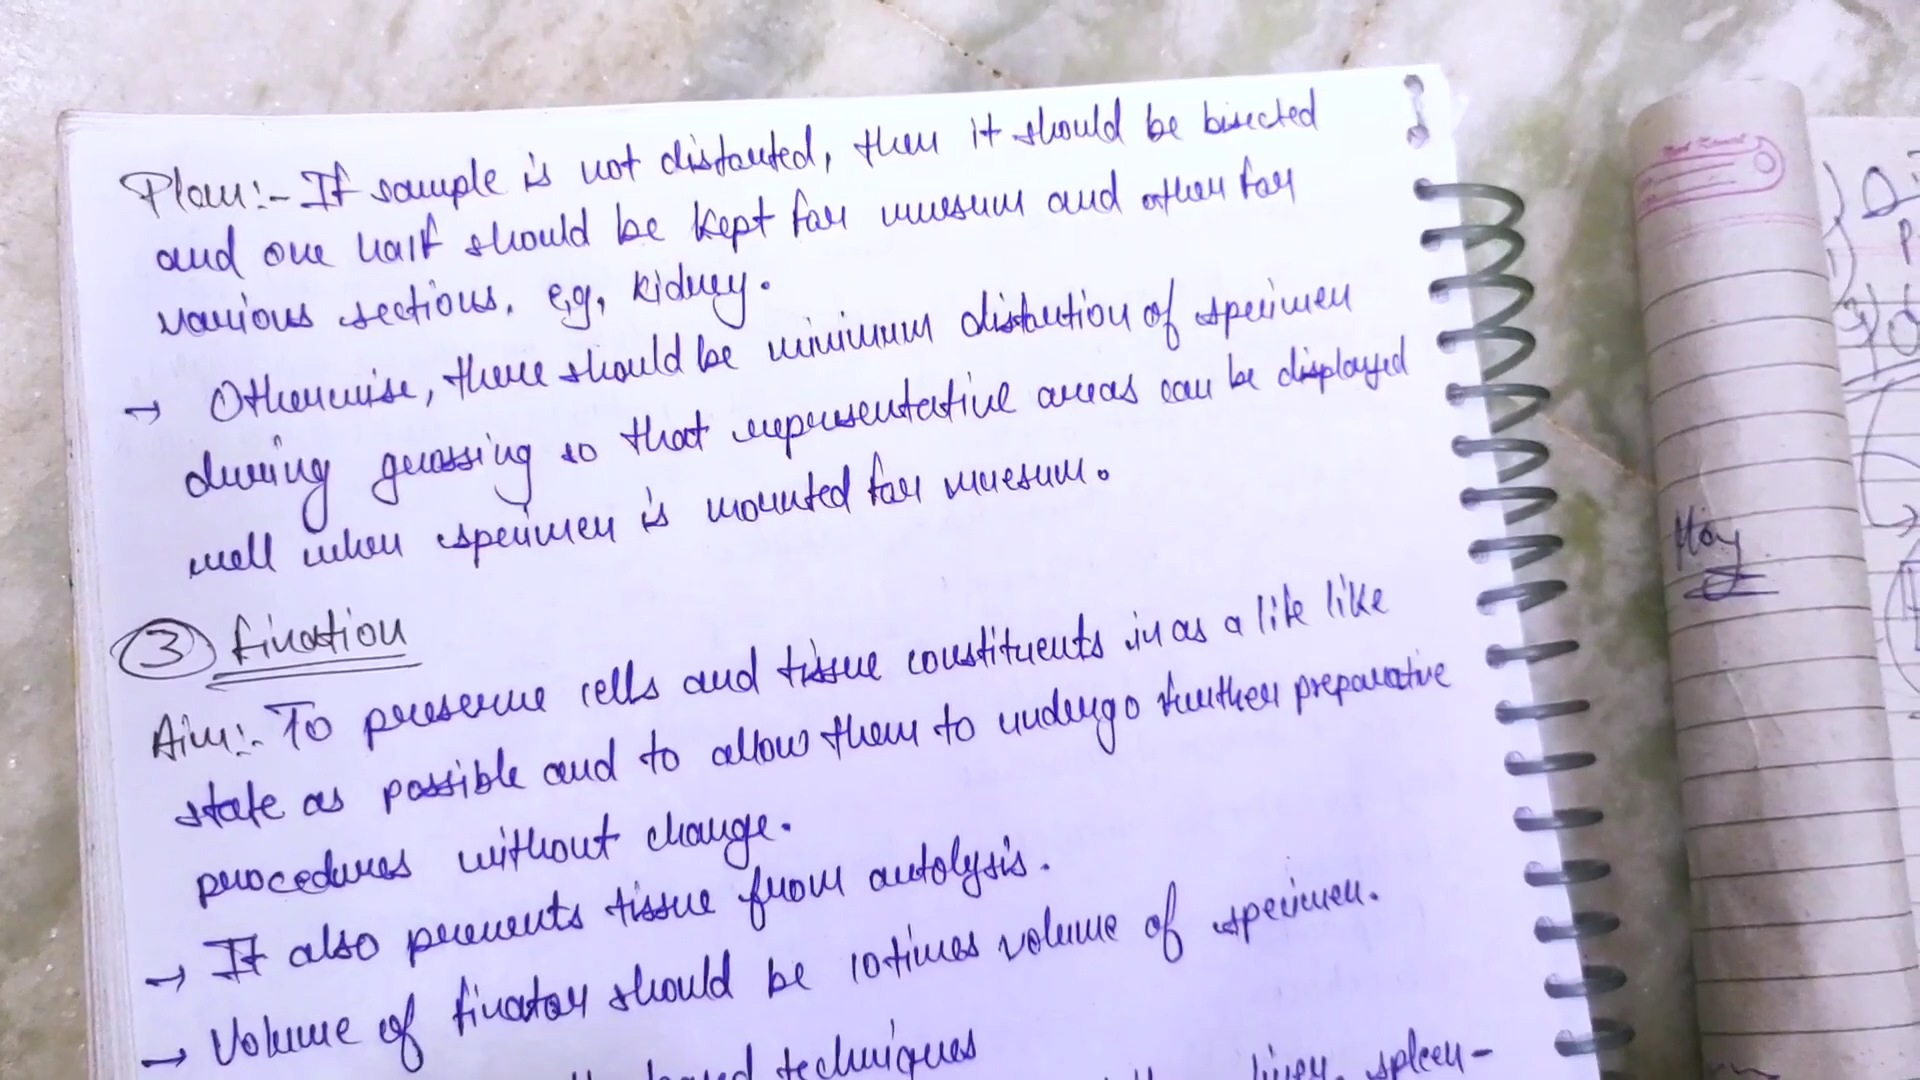 Plan:- If sample is not distorted, then it should be bisected
and one half should be kept for museum and other for
various sections. e.g. kidney.
→ Otherwise, there should be minimum distortion of specimen
during grossing so that representative areas can be displayed
well when specimen is mounted for museum.
③ fixation
Aim:- To preserve cells and tissue constituents in as a life like
state as possible and to allow them to undergo further preparative
procedures without change.
→ It also prevents tissue from autolysis.
→ Volume of fixator should be 10 times volume of specimen.
techniques
liver, spleen-
May